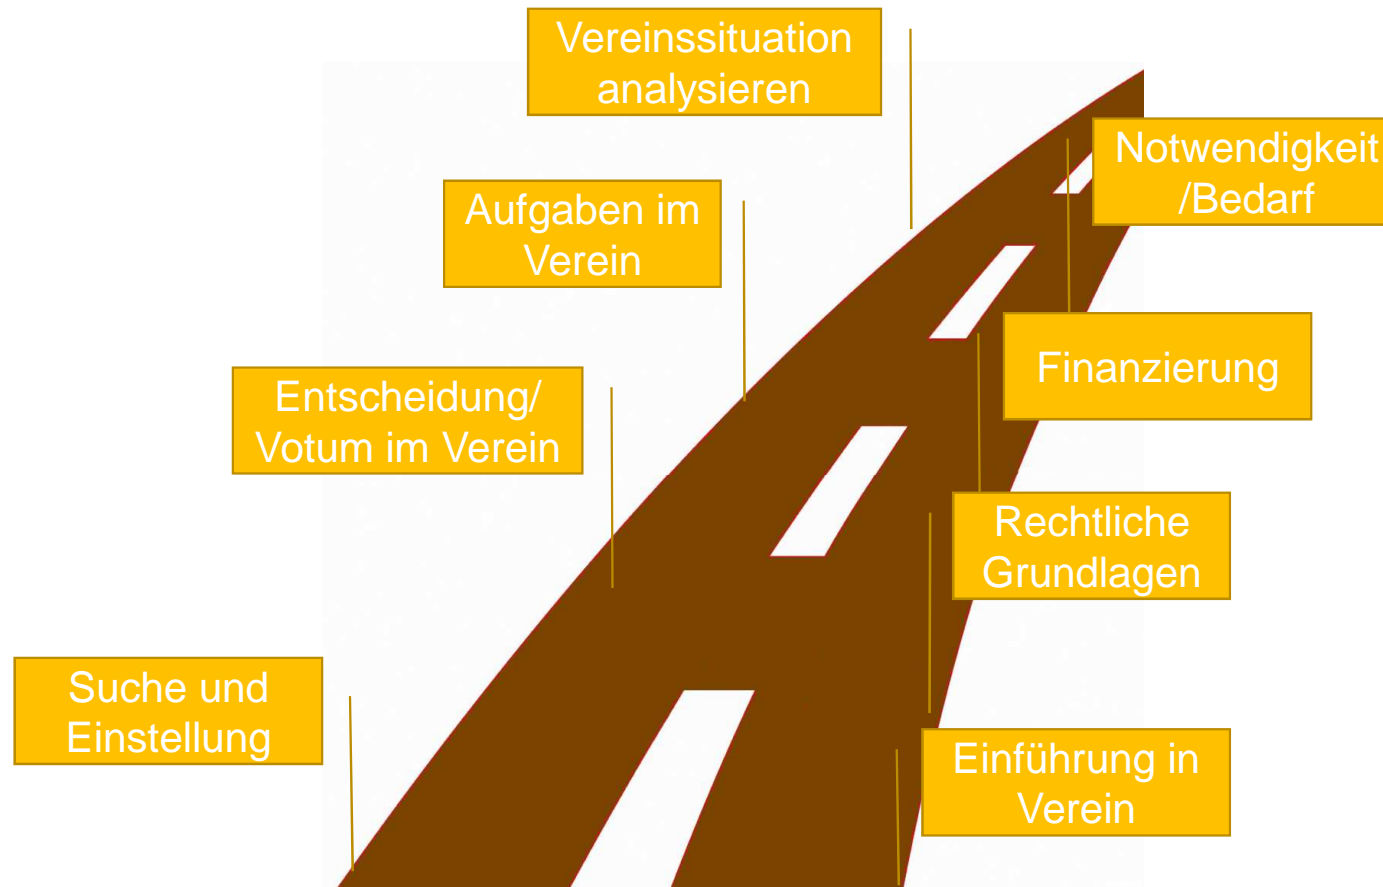 Vereinssituation
analysieren
Notwendigkeit
/Bedarf
Aufgaben im
Verein
Finanzierung
Entscheidung/
Votum im Verein
Rechtliche
Grundlagen
Suche und
Einstellung
Einführung in
Verein